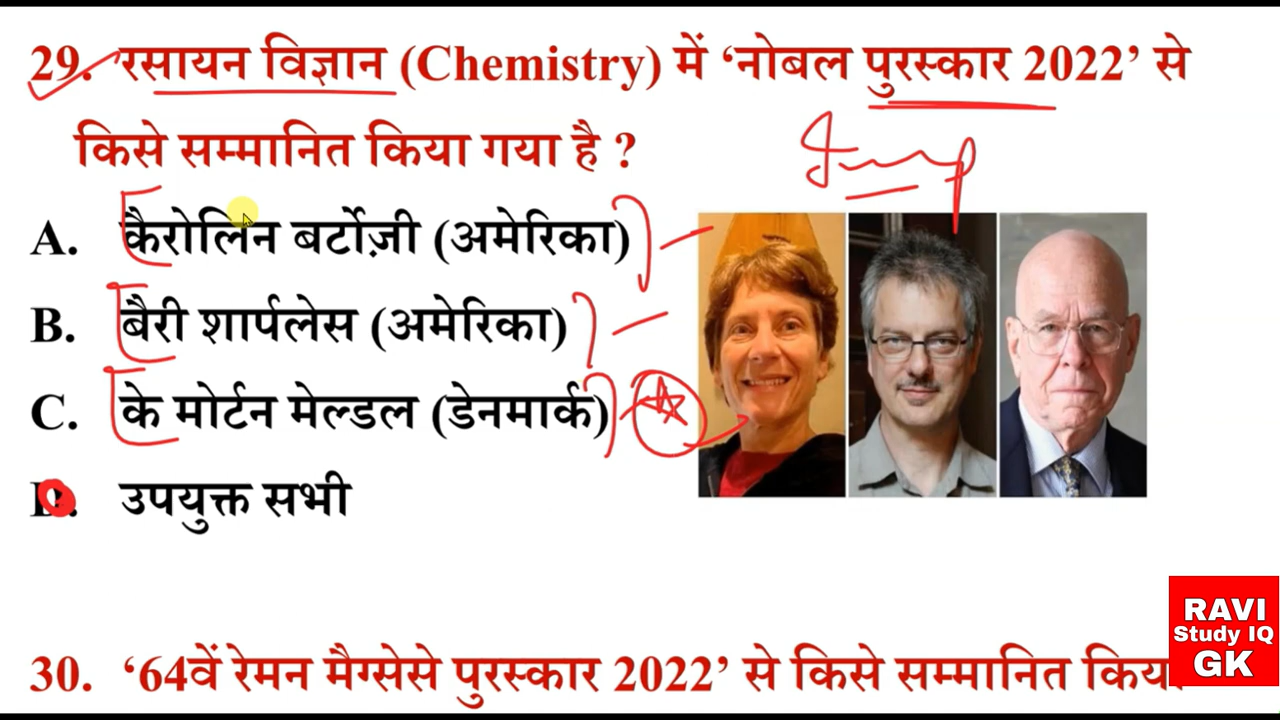 29. रसायन विज्ञान (Chemistry) में ‘नोबल पुरस्कार 2022’ से
किसे सम्मानित किया गया है ?
Imp
A. कैरोलिन बर्टोज़ी (अमेरिका)
B. बैरी शार्पलेस (अमेरिका)
C. के मोर्टन मेल्डल (डेनमार्क)
D. उपयुक्त सभी
RAVI
Study IQ
GK
30. ‘64वें रेमन मैग्सेसे पुरस्कार 2022’ से किसे सम्मानित किया